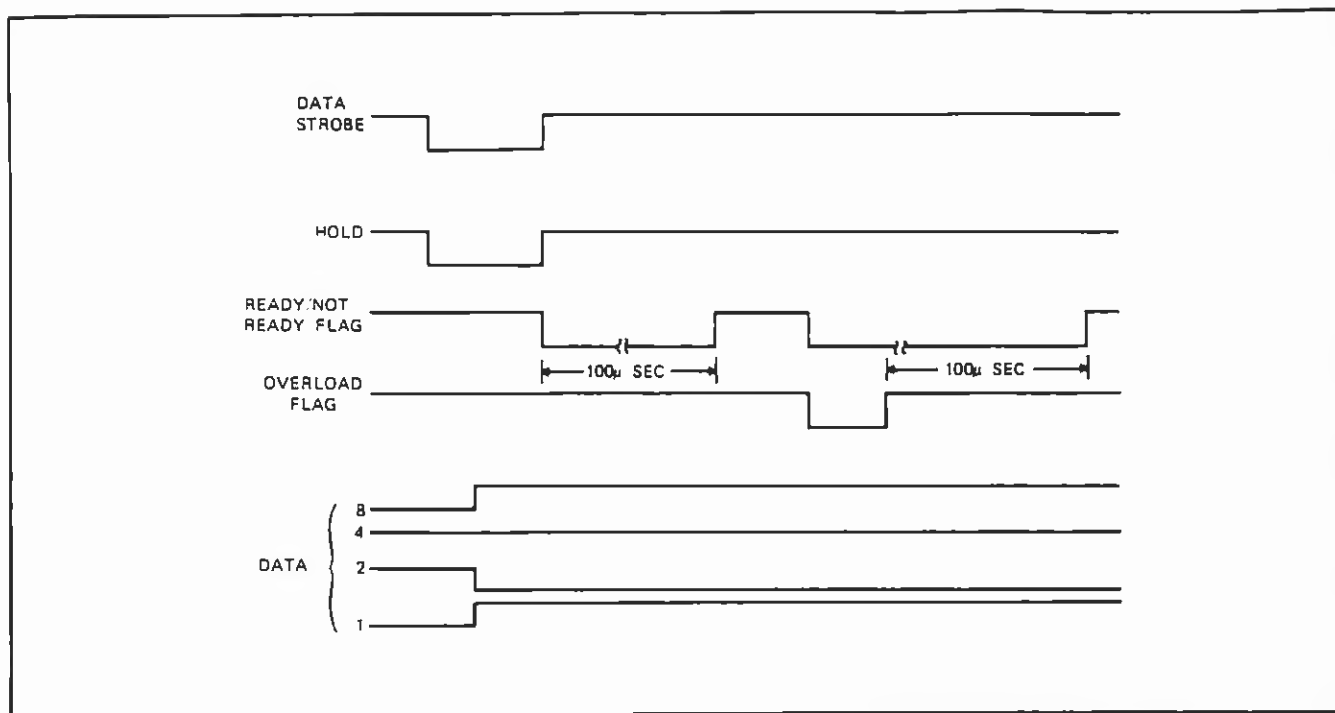 DATA
STROBE
HOLD
READY/NOT
READY FLAG
100μ SEC
100μ SEC
OVERLOAD
FLAG
8
4
DATA
2
1